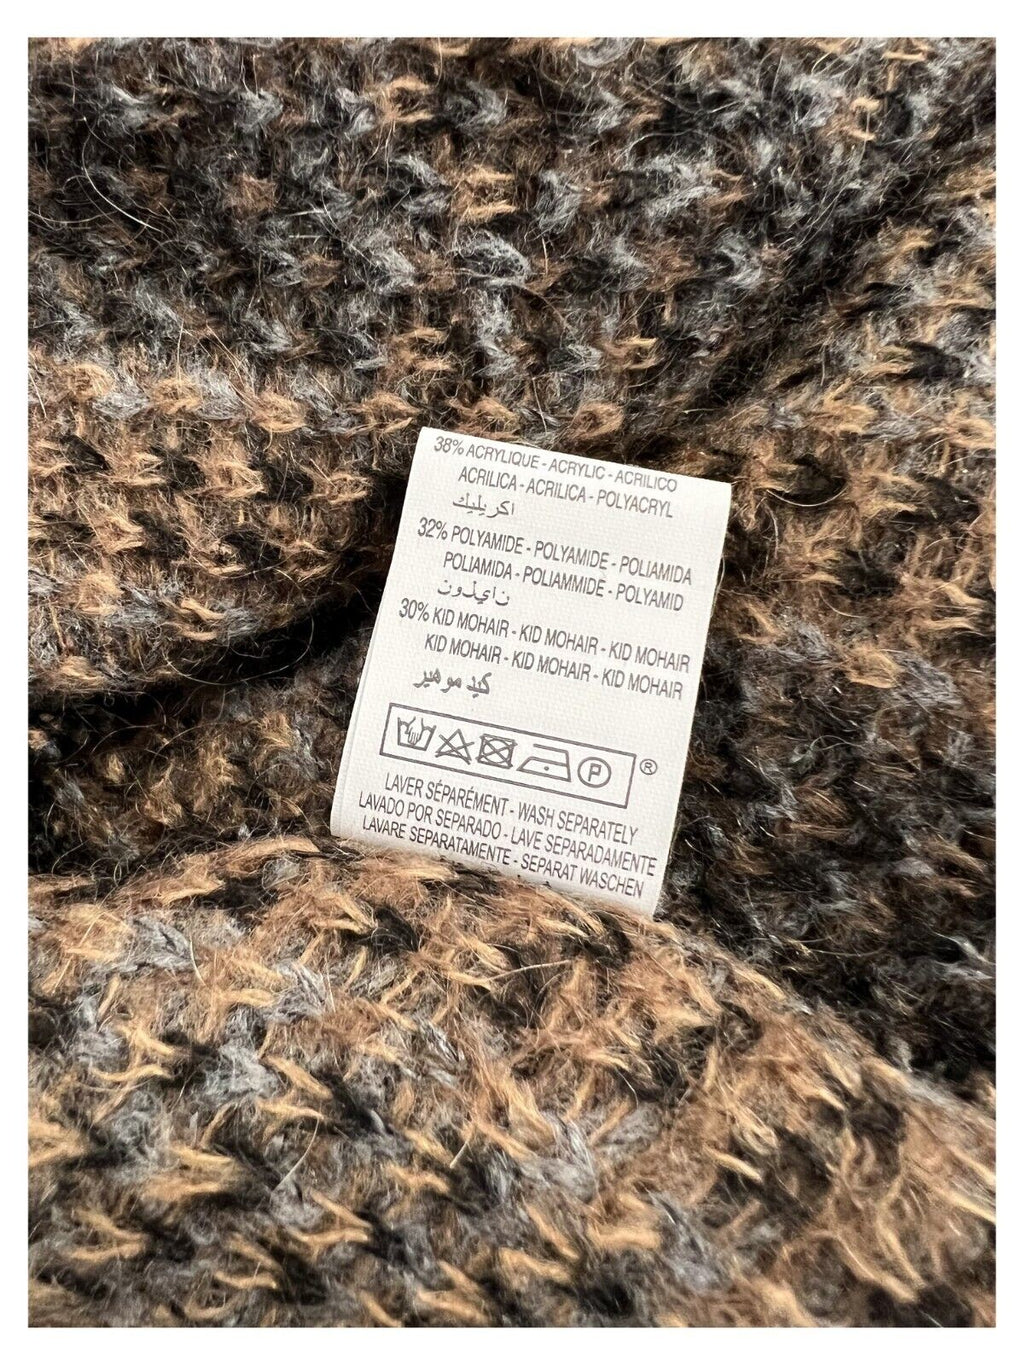 38% ACRYLIQUE - ACRYLIC - ACRILICO
ACRILICA - ACRILICA - POLYACRYL
اكريليك
32% POLYAMIDE - POLYAMIDE - POLIAMIDA
POLIAMIDA - POLIAMMIDE - POLYAMID
نايذون
30% KID MOHAIR - KID MOHAIR - KID MOHAIR
KID MOHAIR - KID MOHAIR - KID MOHAIR
كيد موهير
P ®
LAVER SÉPARÉMENT - WASH SEPARATELY
LAVADO POR SEPARADO - LAVE SEPARADAMENTE
LAVARE SEPARATAMENTE - SEPARAT WASCHEN